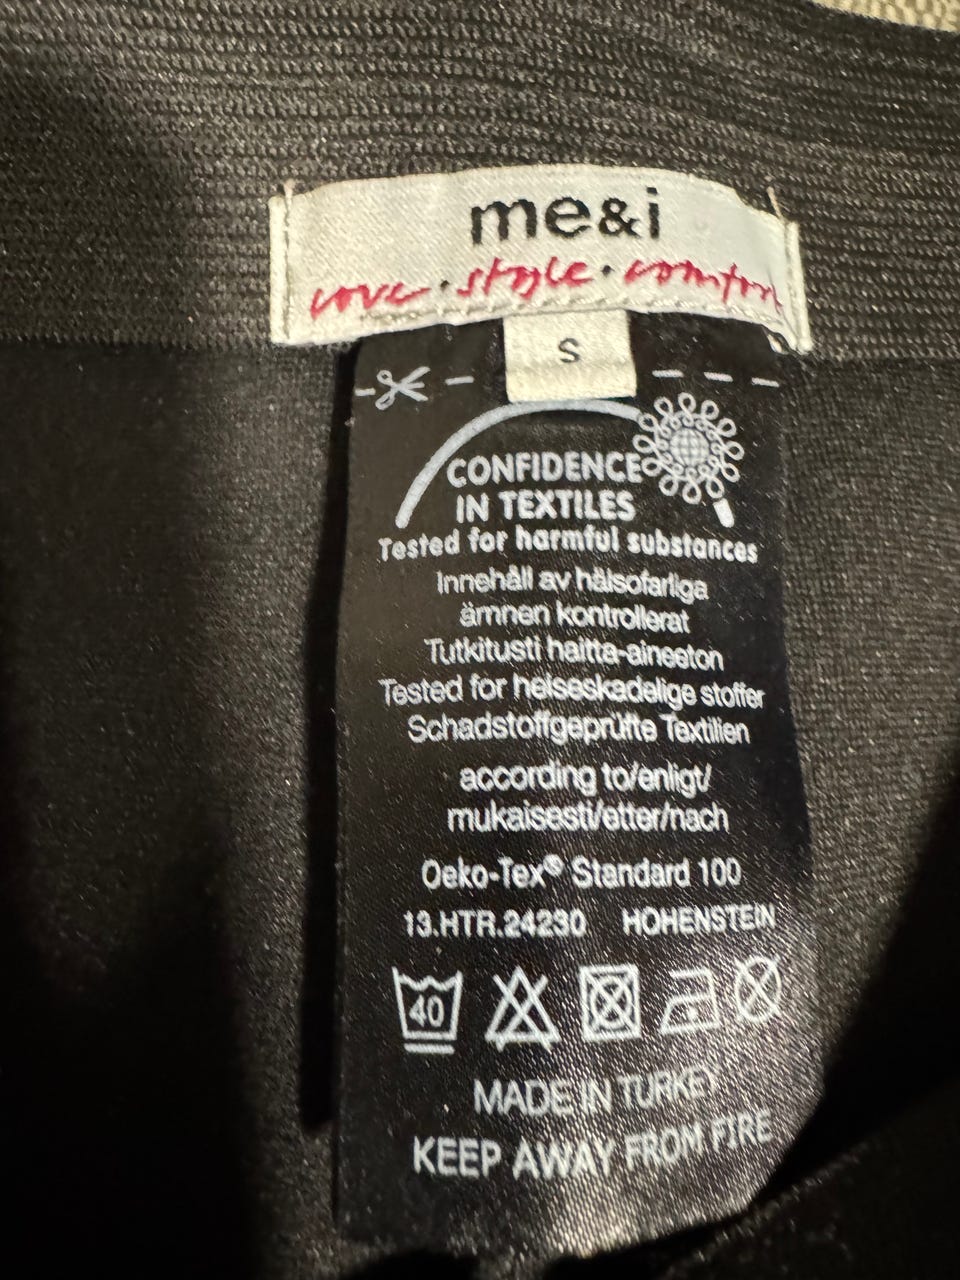 me&i
love · style · comfort
S
CONFIDENCE
IN TEXTILES
Tested for harmful substances
Innehåll av hälsofarliga
ämnen kontrollerat
Tutkitusti haitta-aineeton
Tested for helseskadelige stoffer
Schadstoffgeprüfte Textilien
according to/enligt/
mukaisesti/etter/nach
Oeko-Tex® Standard 100
13.HTR.24230 HOHENSTEIN
40
MADE IN TURKEY
KEEP AWAY FROM FIRE